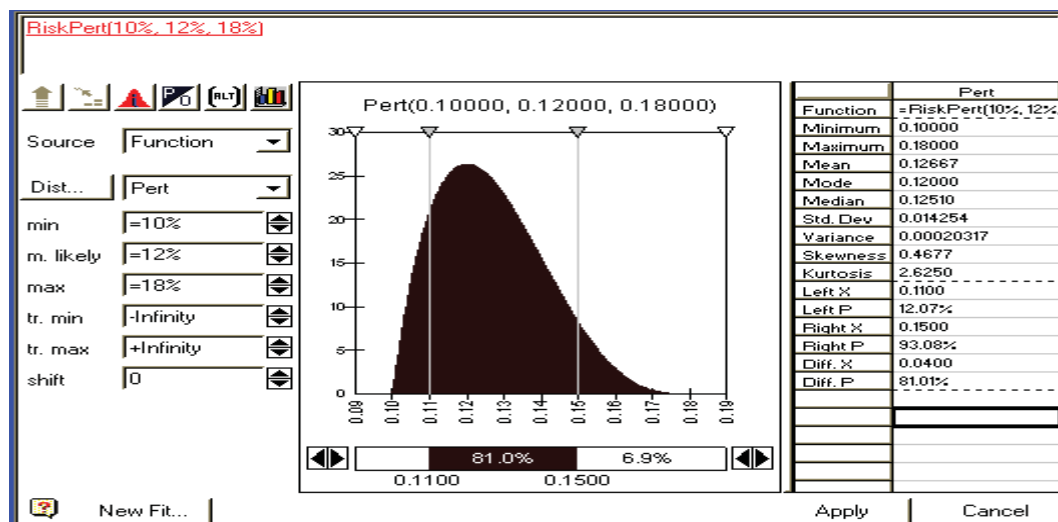 RiskPert(10%, 12%, 18%)
Source Function
Dist... Pert
min =10%
m. likely =12%
max =18%
tr. min -Infinity
tr. max +Infinity
shift 0
Pert(0.10000, 0.12000, 0.18000)
30
25
20
15
10
5
0
0.09 0.10 0.11 0.12 0.13 0.14 0.15 0.16 0.17 0.18 0.19
81.0% 6.9%
0.1100 0.1500
Pert
Function =RiskPert(10%, 12%,
Minimum 0.10000
Maximum 0.18000
Mean 0.12667
Mode 0.12000
Median 0.12510
Std. Dev 0.014254
Variance 0.00020317
Skewness 0.4677
Kurtosis 2.6250
Left X 0.1100
Left P 12.07%
Right X 0.1500
Right P 93.08%
Diff. X 0.0400
Diff. P 81.01%
New Fit...
Apply Cancel